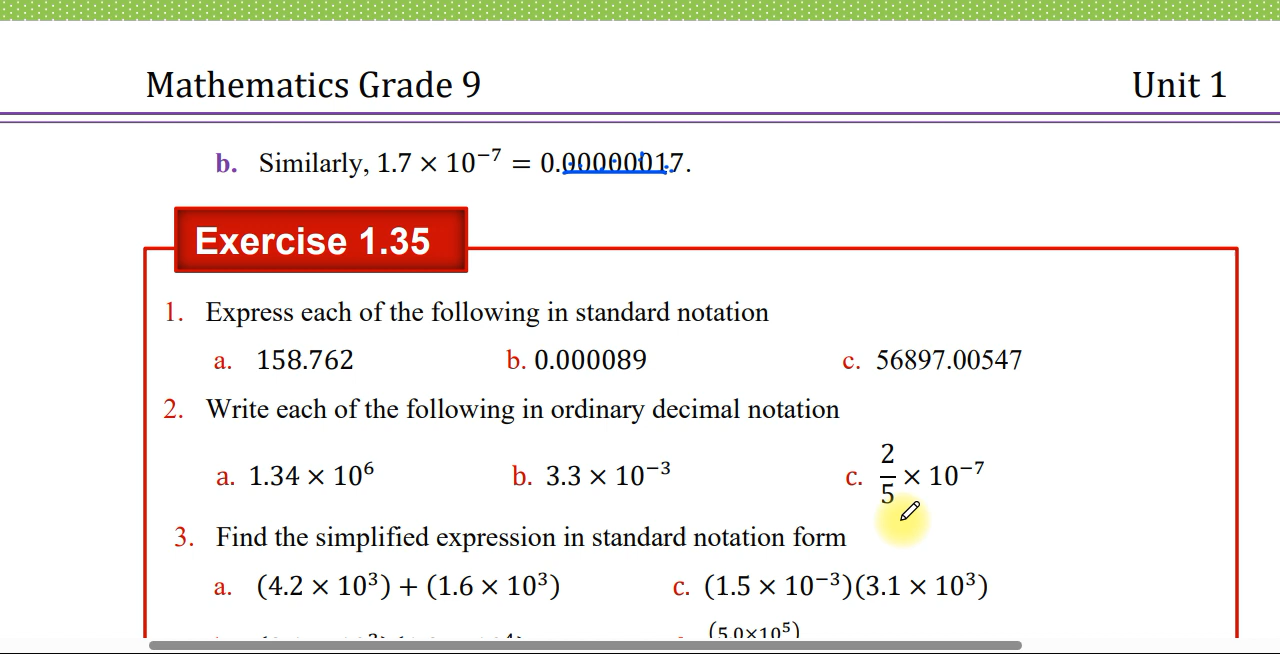 Mathematics Grade 9 Unit 1
b. Similarly, 1.7 × 10⁻⁷ = 0.00000017.
Exercise 1.35
1. Express each of the following in standard notation
a. 158.762 b. 0.000089 c. 56897.00547
2. Write each of the following in ordinary decimal notation
a. 1.34 × 10⁶ b. 3.3 × 10⁻³ c. 2/5 × 10⁻⁷
3. Find the simplified expression in standard notation form
a. (4.2 × 10³) + (1.6 × 10³) c. (1.5 × 10⁻³)(3.1 × 10³)
(5.0×10⁵)